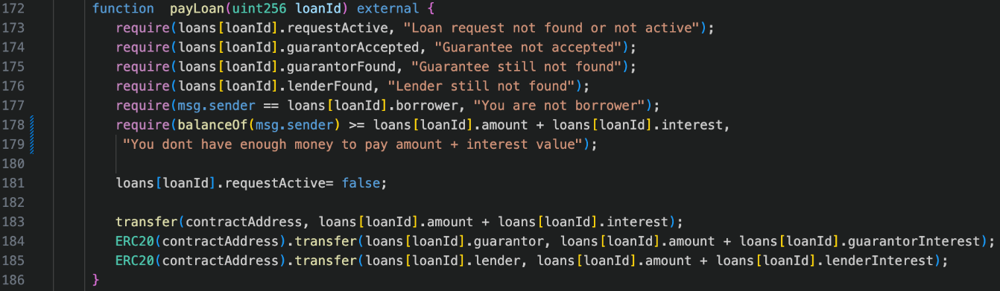 172 function payLoan(uint256 loanId) external {
173 require(loans[loanId].requestActive, "Loan request not found or not active");
174 require(loans[loanId].guarantorAccepted, "Guarantee not accepted");
175 require(loans[loanId].guarantorFound, "Guarantee still not found");
176 require(loans[loanId].lenderFound, "Lender still not found");
177 require(msg.sender == loans[loanId].borrower, "You are not borrower");
178 require(balanceOf(msg.sender) >= loans[loanId].amount + loans[loanId].interest,
179 "You dont have enough money to pay amount + interest value");
180
181 loans[loanId].requestActive= false;
182
183 transfer(contractAddress, loans[loanId].amount + loans[loanId].interest);
184 ERC20(contractAddress).transfer(loans[loanId].guarantor, loans[loanId].amount + loans[loanId].guarantorInterest);
185 ERC20(contractAddress).transfer(loans[loanId].lender, loans[loanId].amount + loans[loanId].lenderInterest);
186 }